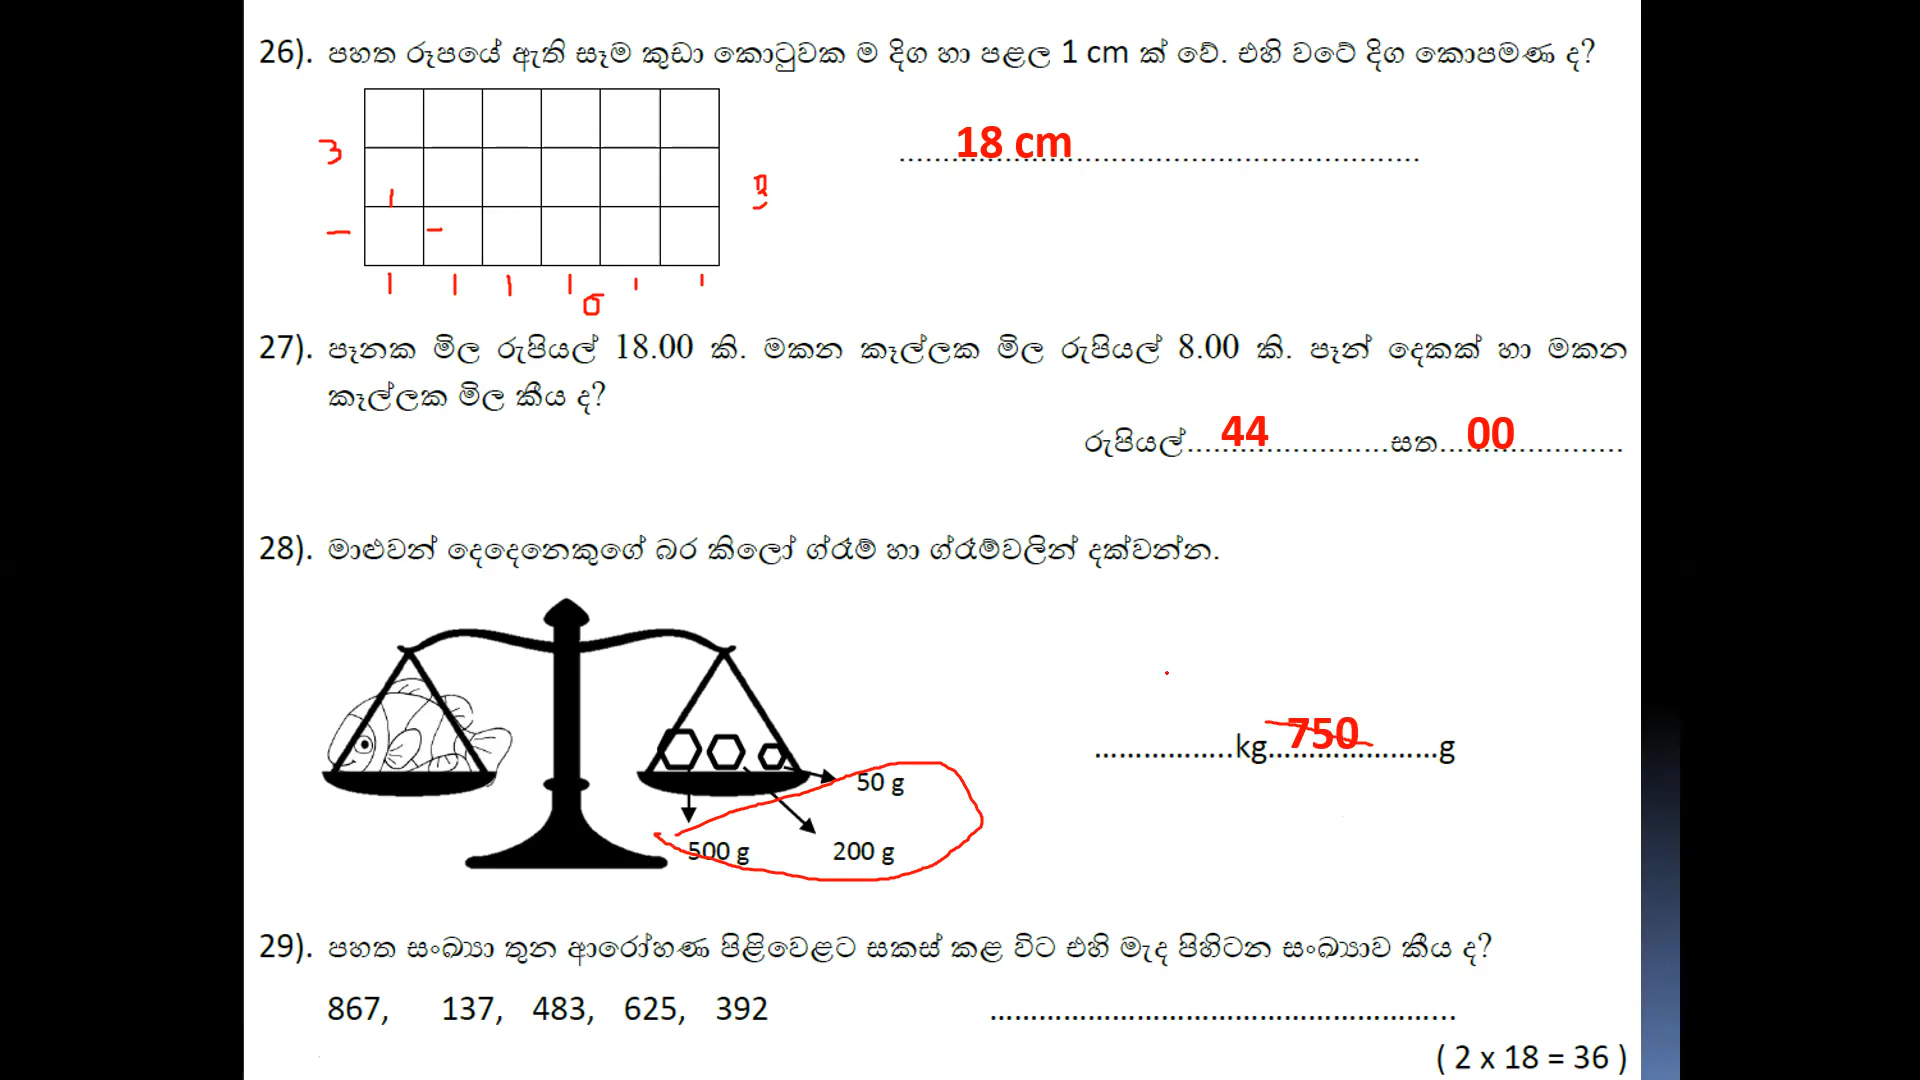 26). පහත රූපයේ ඇති සෑම කුඩා කොටුවක ම දිග හා පළල 1 cm ක් වේ. එහි වටේ දිග කොපමණ ද?
18 cm
3
6
27). පෑනක මිල රුපියල් 18.00 කි. මකන කෑල්ලක මිල රුපියල් 8.00 කි. පෑන් දෙකක් හා මකන
කෑල්ලක මිල කීය ද?
රුපියල්......44......සත......00......
28). මාළුවන් දෙදෙනෙකුගේ බර කිලෝ ග්රෑම් හා ග්රෑම්වලින් දක්වන්න.
.................kg......750......g
50 g
500 g 200 g
29). පහත සංඛ්‍යා තුන ආරෝහණ පිළිවෙළට සකස් කළ විට එහි මැද පිහිටන සංඛ්‍යාව කීය ද?
867, 137, 483, 625, 392 ............................................................
( 2 x 18 = 36 )